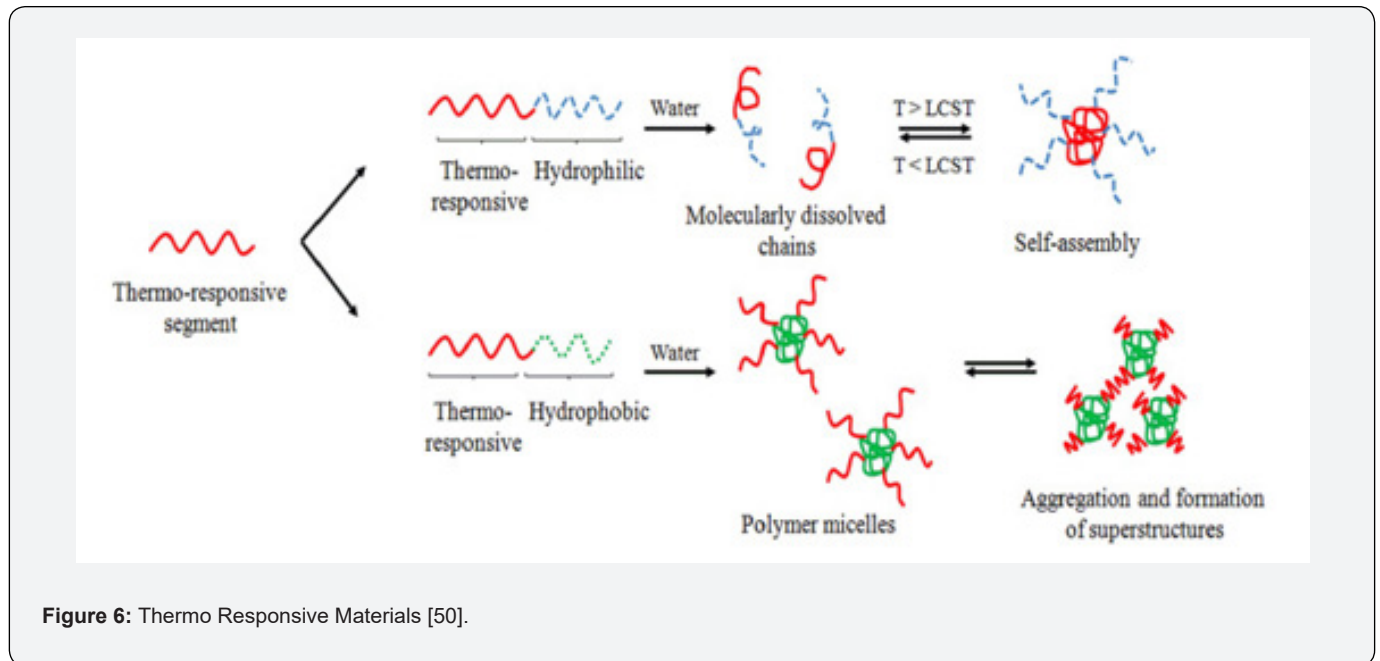 Thermo-responsive
segment
Thermo-
responsive
Hydrophilic
Water
Molecularly dissolved
chains
T > LCST
T < LCST
Self-assembly
Thermo-
responsive
Hydrophobic
Water
Polymer micelles
Aggregation and formation
of superstructures
Figure 6: Thermo Responsive Materials [50].